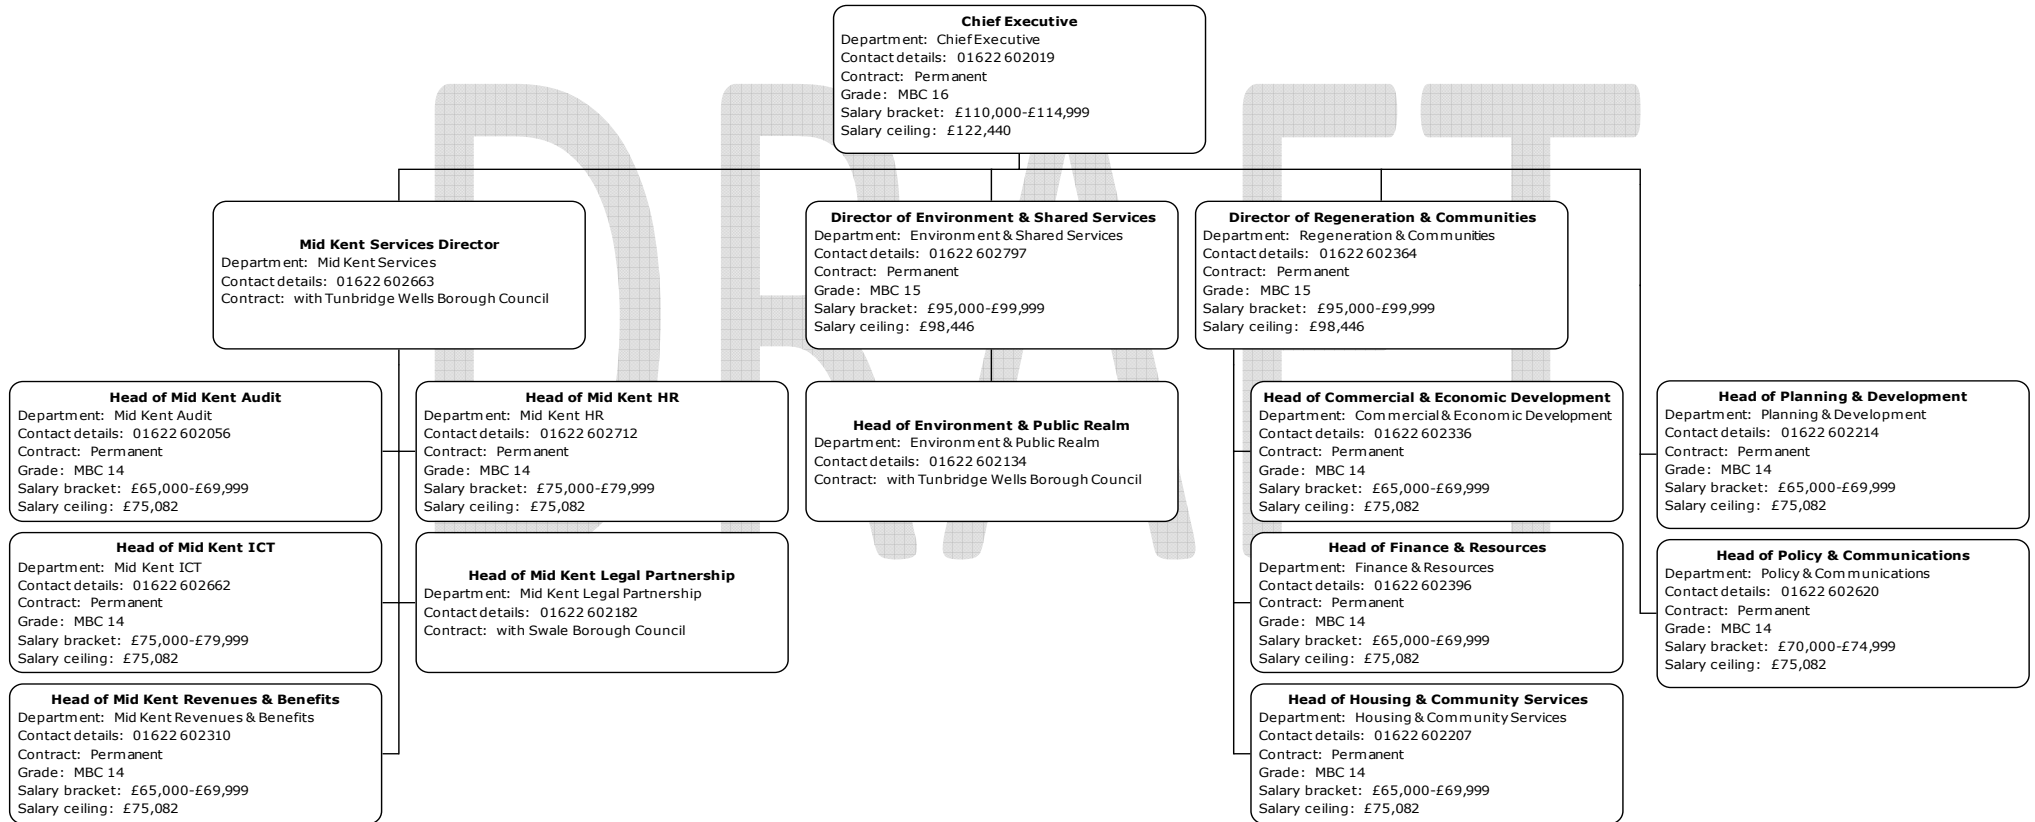 DRAFT
Chief Executive
Department: Chief Executive
Contact details: 01622 602019
Contract: Permanent
Grade: MBC 16
Salary bracket: £110,000-£114,999
Salary ceiling: £122,440
Mid Kent Services Director
Department: Mid Kent Services
Contact details: 01622 602663
Contract: with Tunbridge Wells Borough Council
Director of Environment & Shared Services
Department: Environment & Shared Services
Contact details: 01622 602797
Contract: Permanent
Grade: MBC 15
Salary bracket: £95,000-£99,999
Salary ceiling: £98,446
Director of Regeneration & Communities
Department: Regeneration & Communities
Contact details: 01622 602364
Contract: Permanent
Grade: MBC 15
Salary bracket: £95,000-£99,999
Salary ceiling: £98,446
Head of Mid Kent Audit
Department: Mid Kent Audit
Contact details: 01622 602056
Contract: Permanent
Grade: MBC 14
Salary bracket: £65,000-£69,999
Salary ceiling: £75,082
Head of Mid Kent HR
Department: Mid Kent HR
Contact details: 01622 602712
Contract: Permanent
Grade: MBC 14
Salary bracket: £75,000-£79,999
Salary ceiling: £75,082
Head of Environment & Public Realm
Department: Environment & Public Realm
Contact details: 01622 602134
Contract: with Tunbridge Wells Borough Council
Head of Commercial & Economic Development
Department: Commercial & Economic Development
Contact details: 01622 602336
Contract: Permanent
Grade: MBC 14
Salary bracket: £65,000-£69,999
Salary ceiling: £75,082
Head of Planning & Development
Department: Planning & Development
Contact details: 01622 602214
Contract: Permanent
Grade: MBC 14
Salary bracket: £65,000-£69,999
Salary ceiling: £75,082
Head of Mid Kent ICT
Department: Mid Kent ICT
Contact details: 01622 602662
Contract: Permanent
Grade: MBC 14
Salary bracket: £75,000-£79,999
Salary ceiling: £75,082
Head of Mid Kent Legal Partnership
Department: Mid Kent Legal Partnership
Contact details: 01622 602182
Contract: with Swale Borough Council
Head of Finance & Resources
Department: Finance & Resources
Contact details: 01622 602396
Contract: Permanent
Grade: MBC 14
Salary bracket: £65,000-£69,999
Salary ceiling: £75,082
Head of Policy & Communications
Department: Policy & Communications
Contact details: 01622 602620
Contract: Permanent
Grade: MBC 14
Salary bracket: £70,000-£74,999
Salary ceiling: £75,082
Head of Mid Kent Revenues & Benefits
Department: Mid Kent Revenues & Benefits
Contact details: 01622 602310
Contract: Permanent
Grade: MBC 14
Salary bracket: £65,000-£69,999
Salary ceiling: £75,082
Head of Housing & Community Services
Department: Housing & Community Services
Contact details: 01622 602207
Contract: Permanent
Grade: MBC 14
Salary bracket: £65,000-£69,999
Salary ceiling: £75,082